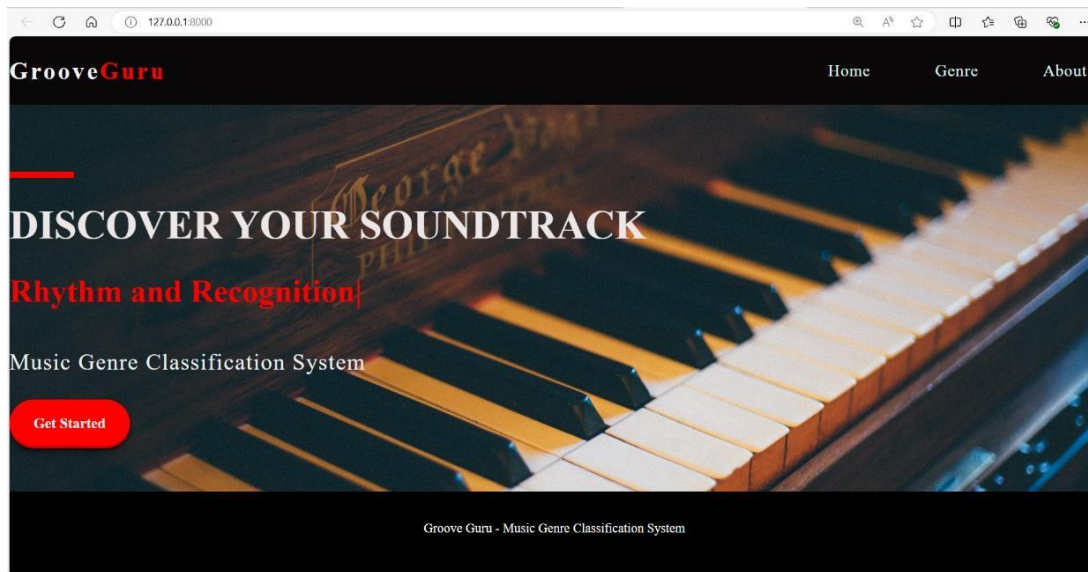 127.0.0.1:8000
GrooveGuru
Home Genre About
George
DISCOVER YOUR SOUNDTRACK
Rhythm and Recognition|
Music Genre Classification System
Get Started
Groove Guru - Music Genre Classification System